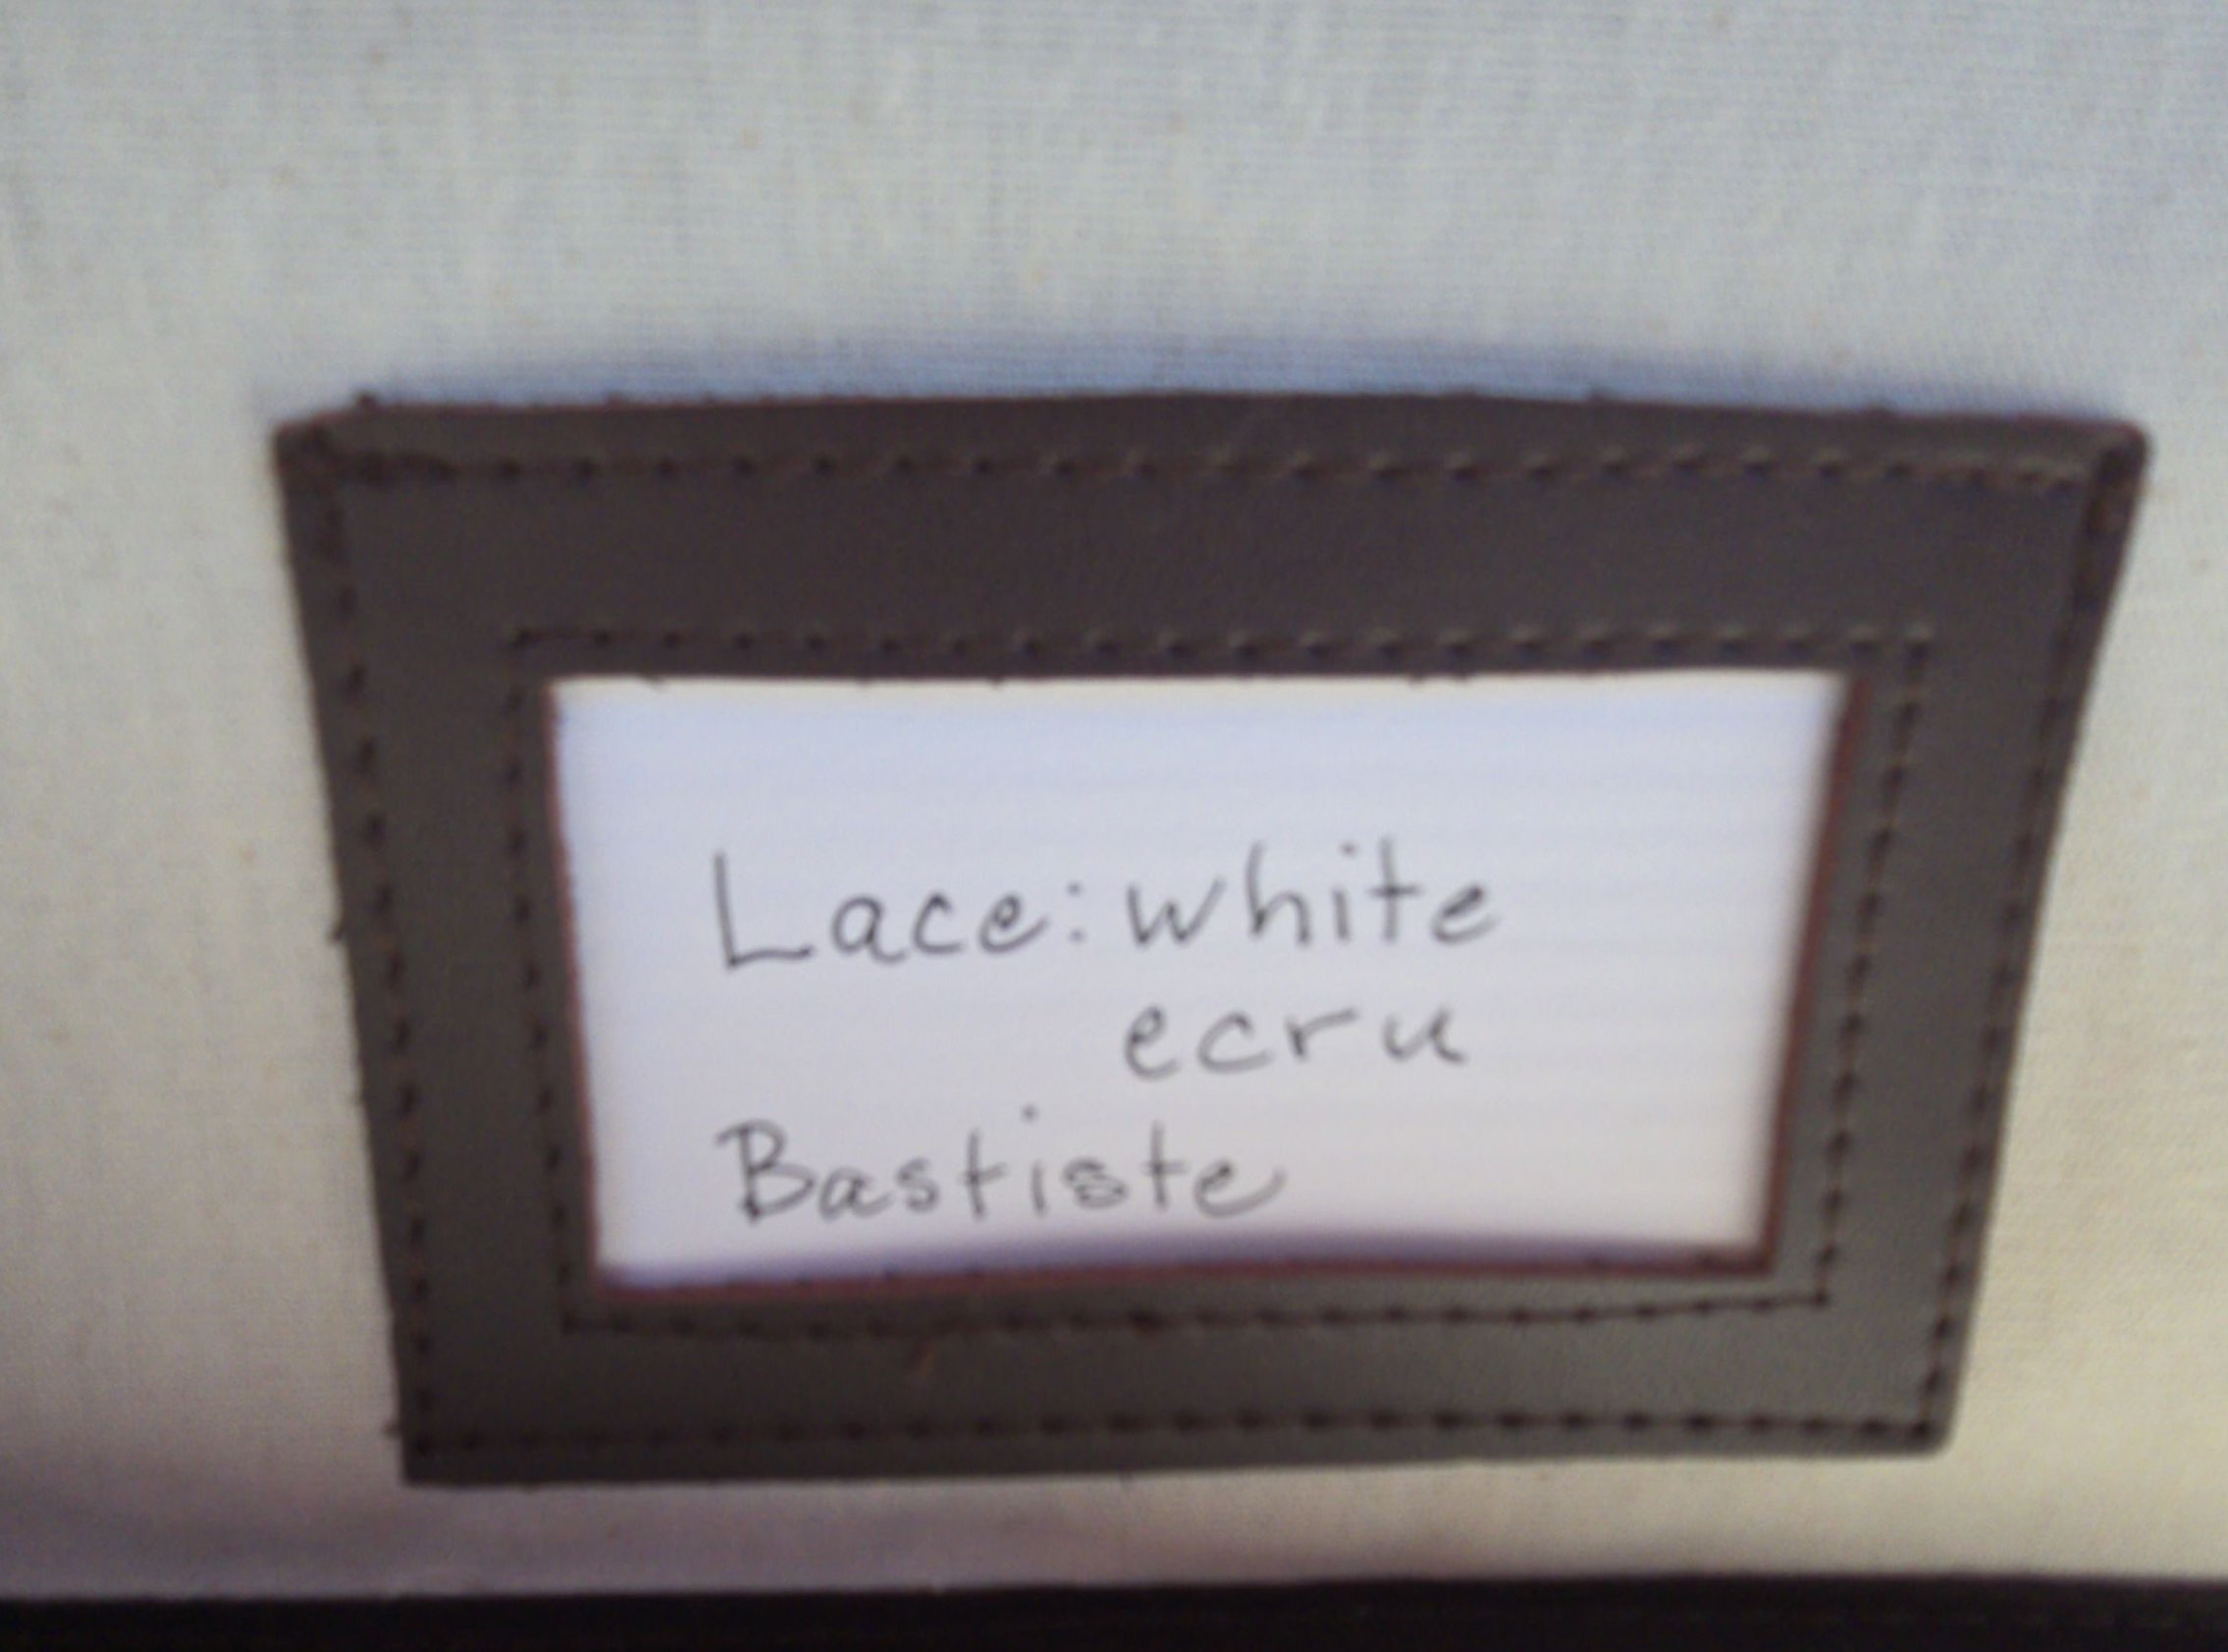 Lace: white
ecru
Bastiste